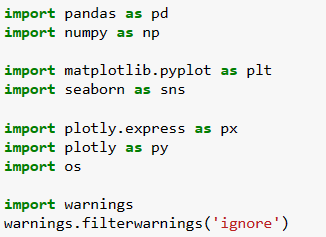 import pandas as pd
import numpy as np
import matplotlib.pyplot as plt
import seaborn as sns
import plotly.express as px
import plotly as py
import os
import warnings
warnings.filterwarnings('ignore')